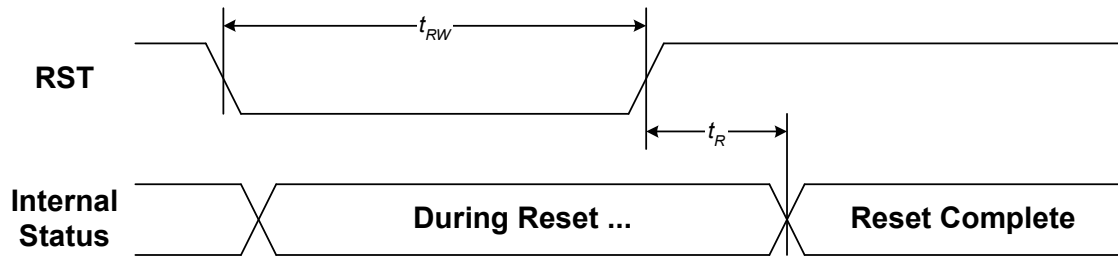 t_RW
RST
t_R
Internal
Status
During Reset ...
Reset Complete